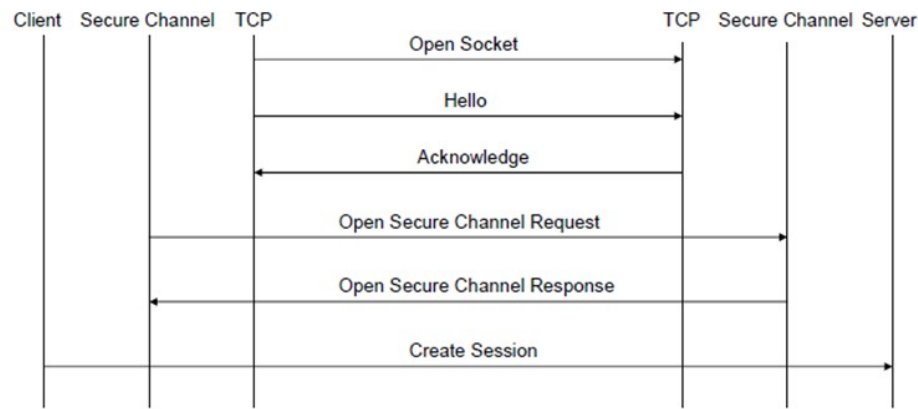 Client Secure Channel TCP TCP Secure Channel Server
Open Socket
Hello
Acknowledge
Open Secure Channel Request
Open Secure Channel Response
Create Session